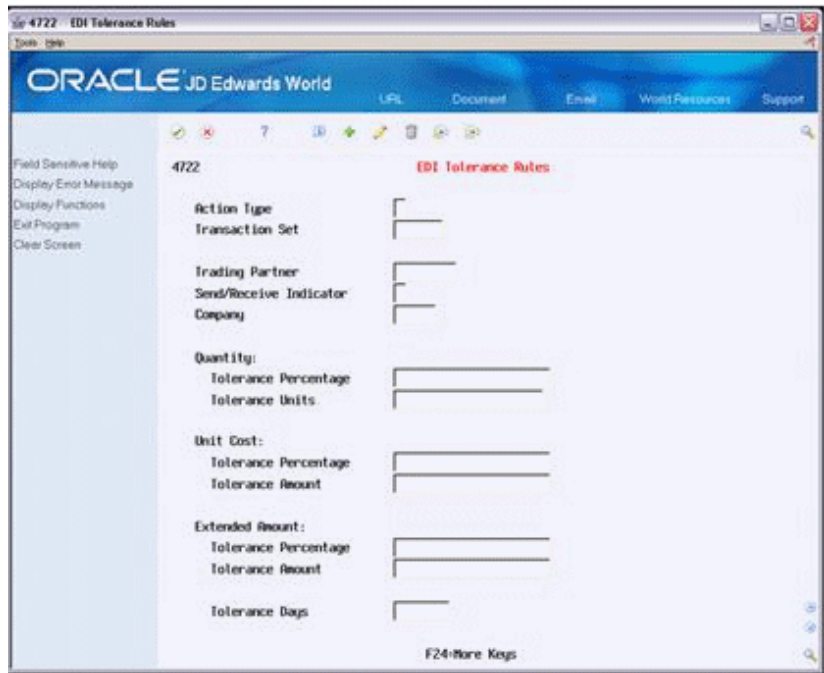 4722 EDI Tolerance Rules
Tools Help
ORACLE JD Edwards World
URL Document Email World Resources Support
?
Field Sensitive Help
Display Error Message
Display Functions
Exit Program
Clear Screen
4722 EDI Tolerance Rules
Action Type
Transaction Set
Trading Partner
Send/Receive Indicator
Company
Quantity:
Tolerance Percentage
Tolerance Units
Unit Cost:
Tolerance Percentage
Tolerance Amount
Extended Amount:
Tolerance Percentage
Tolerance Amount
Tolerance Days
F24=More Keys